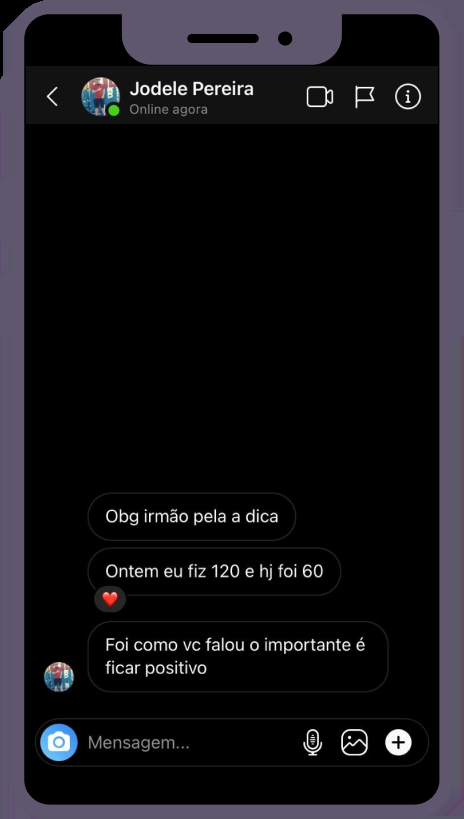 Jodele Pereira
Online agora
Obg irmão pela a dica
Ontem eu fiz 120 e hj foi 60
Foi como vc falou o importante é
ficar positivo
Mensagem...